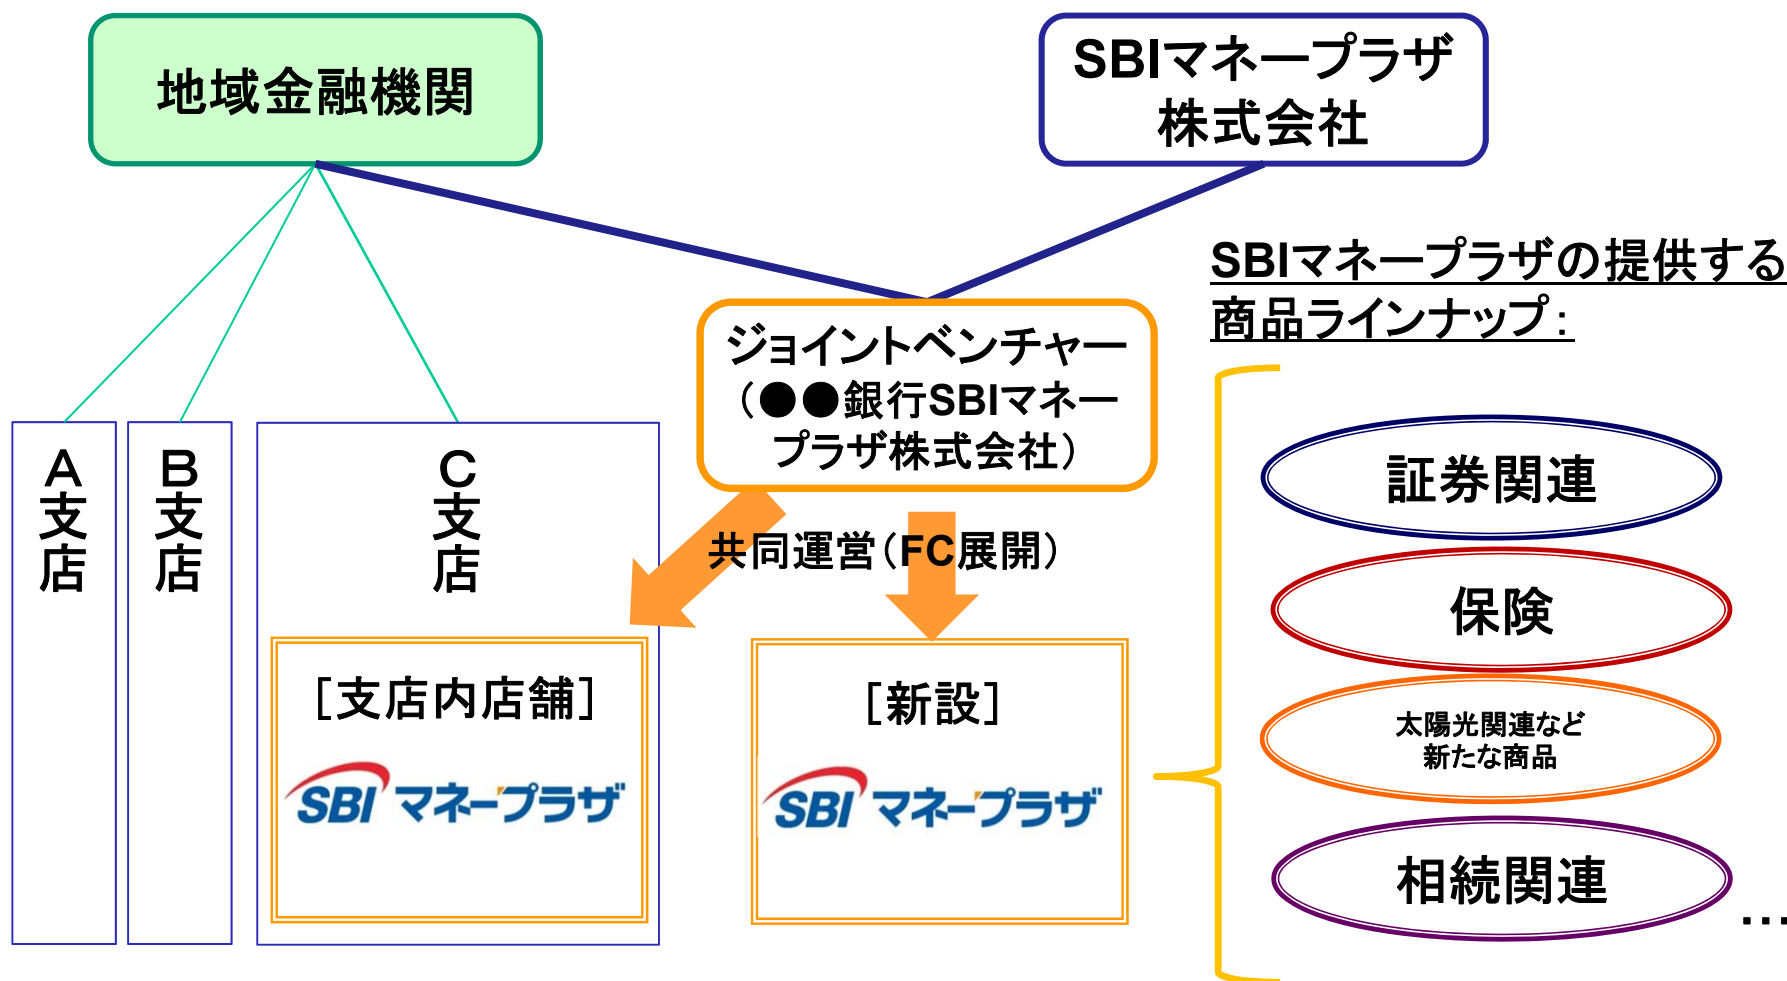 地域金融機関
SBIマネープラザ
株式会社
SBIマネープラザの提供する
商品ラインナップ：
ジョイントベンチャー
（●●銀行SBIマネー
プラザ株式会社）
A
支
店
B
支
店
C
支
店
共同運営（FC展開）
［支店内店舗］
SBI マネープラザ
［新設］
SBI マネープラザ
証券関連
保険
太陽光関連など
新たな商品
相続関連
…